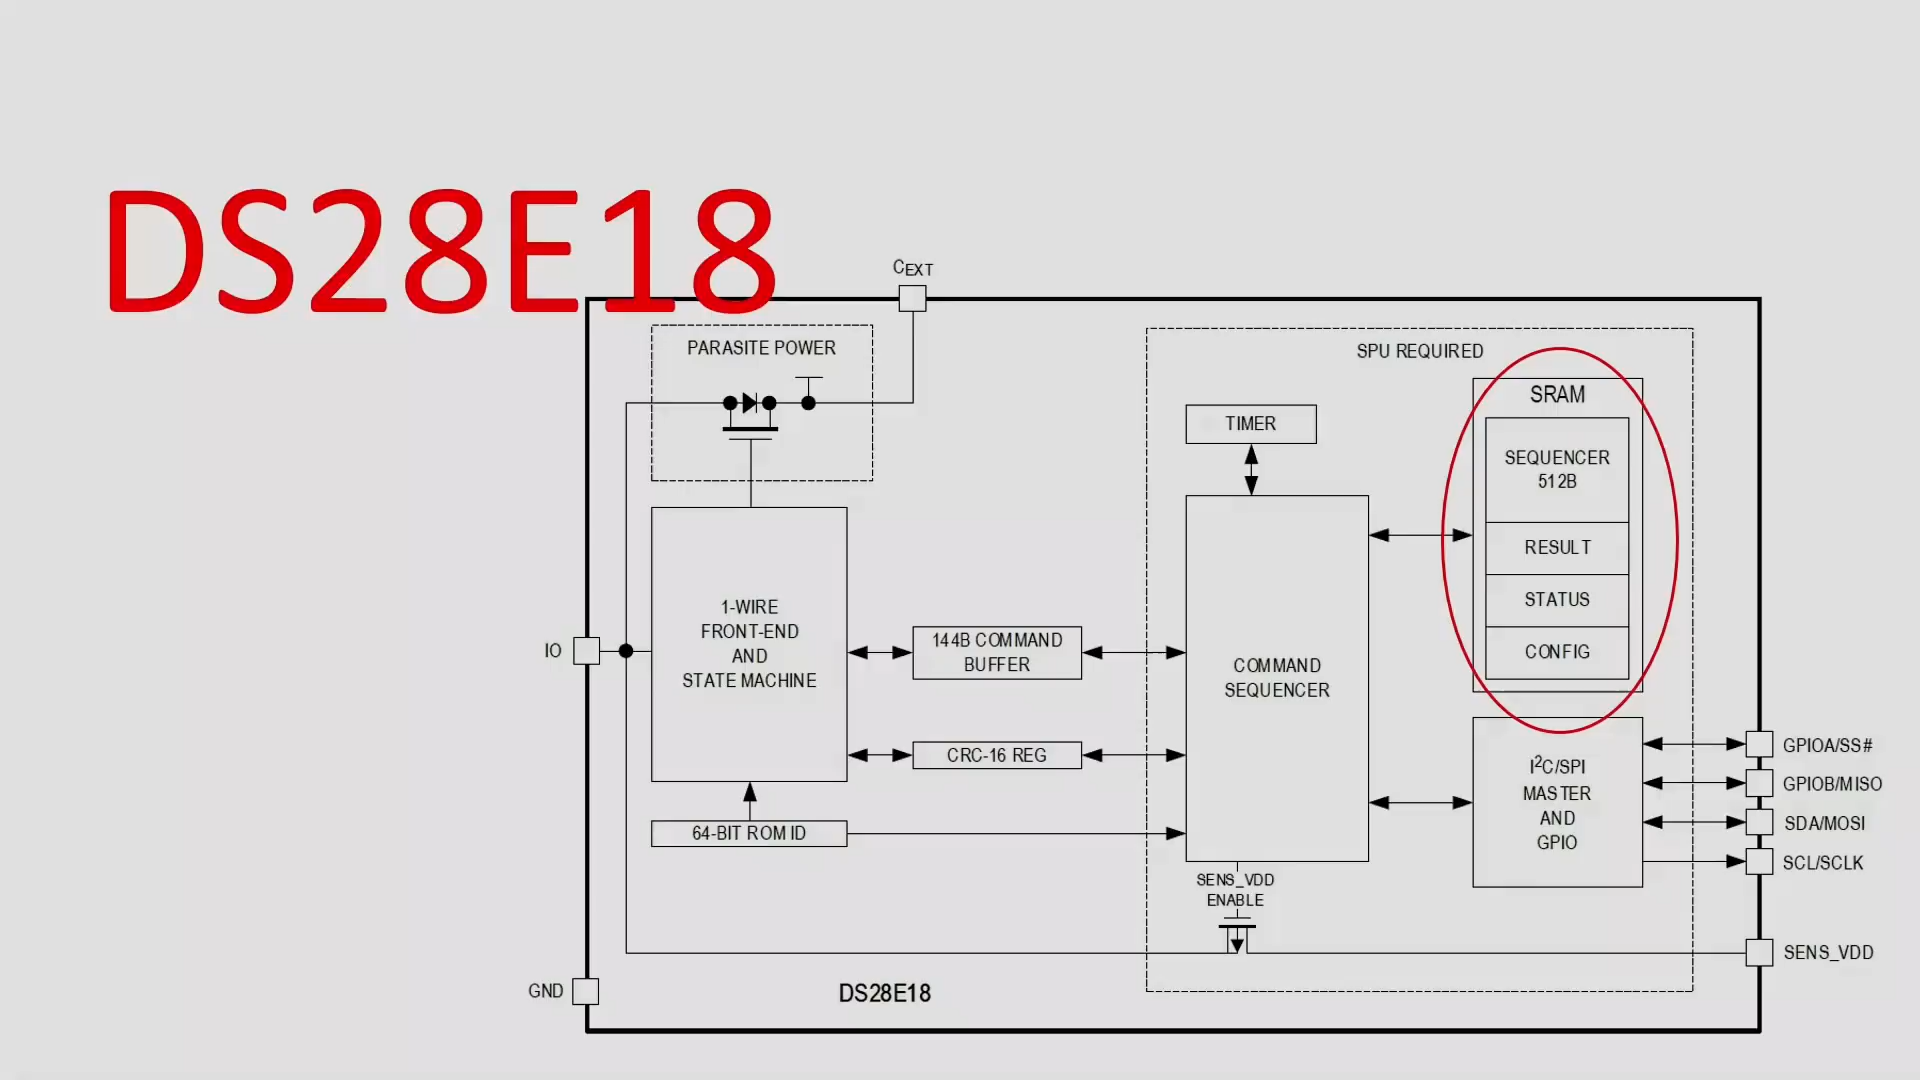 DS28E18
CEXT
PARASITE POWER
SPU REQUIRED
SRAM
TIMER
SEQUENCER
512B
RESULT
STATUS
CONFIG
1-WIRE
FRONT-END
AND
STATE MACHINE
IO
144B COMMAND
BUFFER
COMMAND
SEQUENCER
CRC-16 REG
64-BIT ROM ID
I²C/SPI
MASTER
AND
GPIO
GPIOA/SS#
GPIOB/MISO
SDA/MOSI
SCL/SCLK
SENS_VDD
ENABLE
SENS_VDD
GND
DS28E18